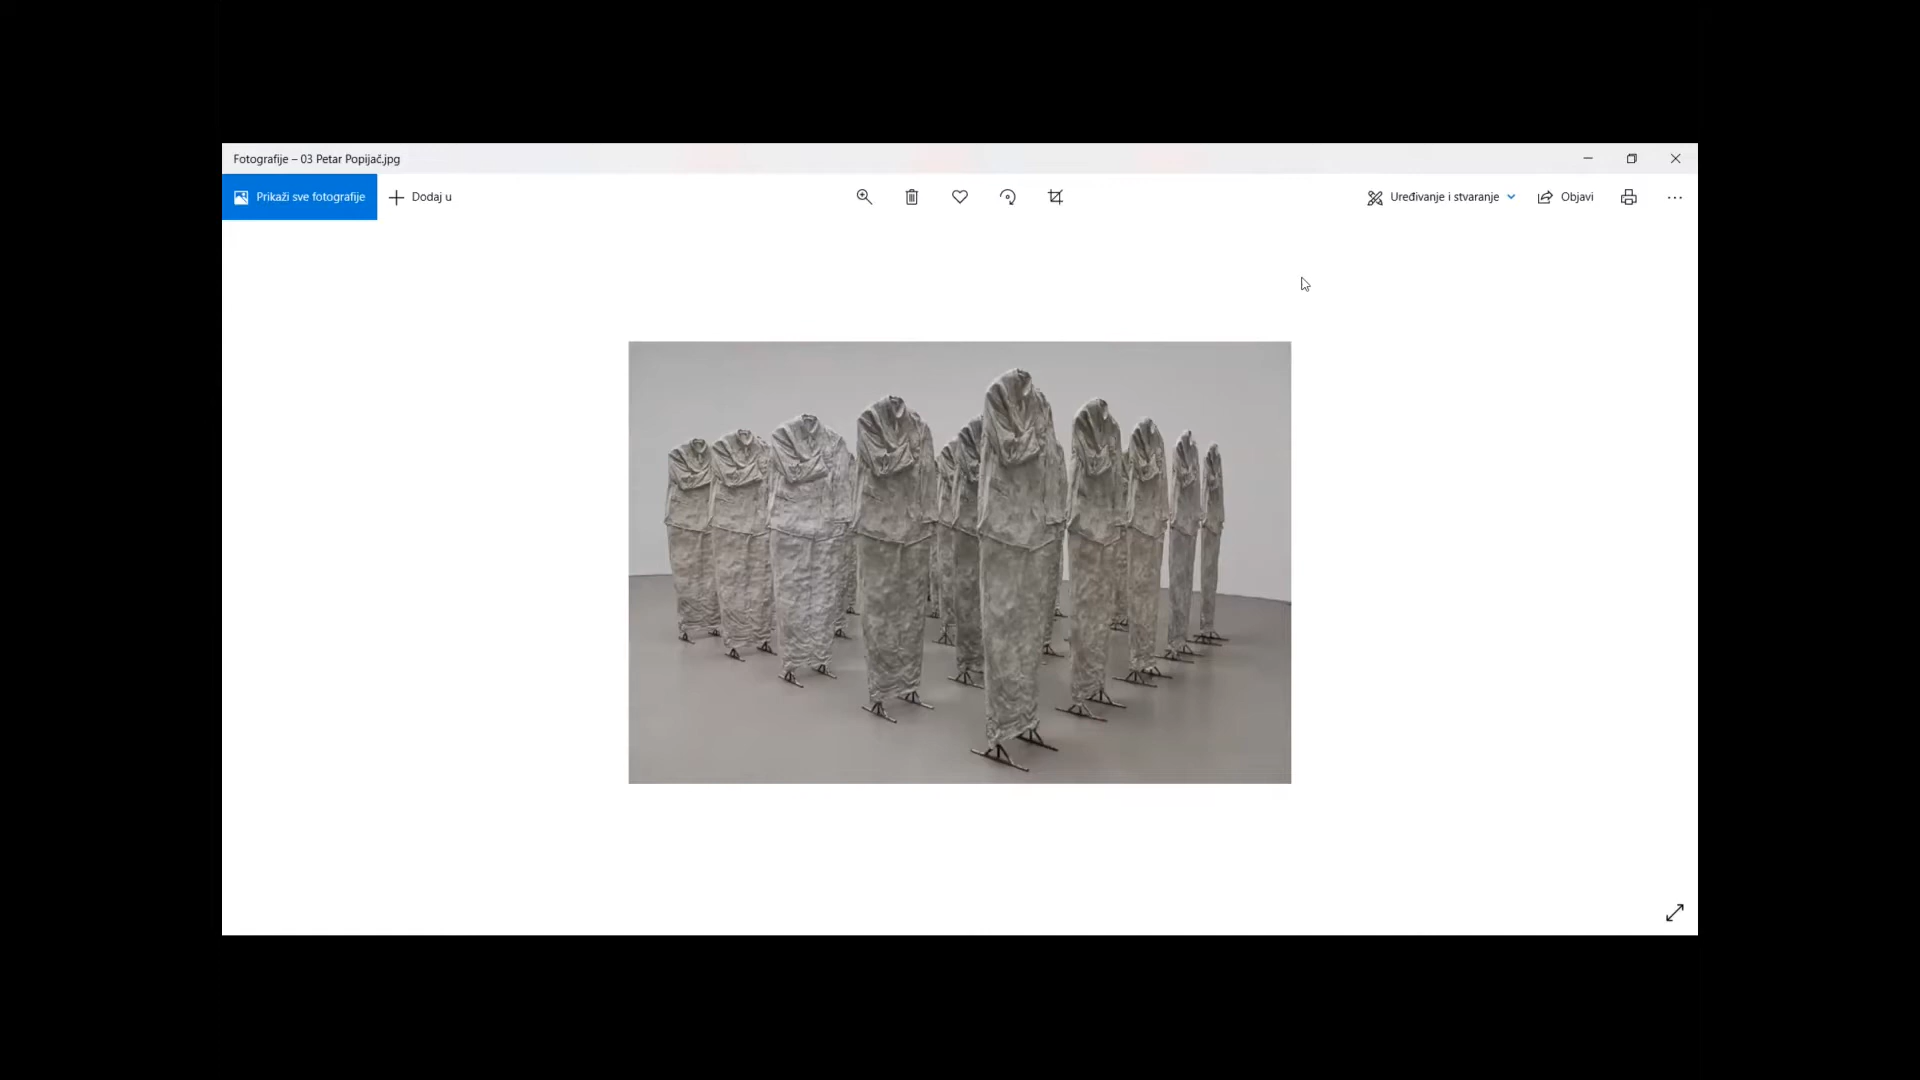 Fotografije – 03 Petar Popijač.jpg
Prikaži sve fotografije
Dodaj u
Uređivanje i stvaranje
Objavi